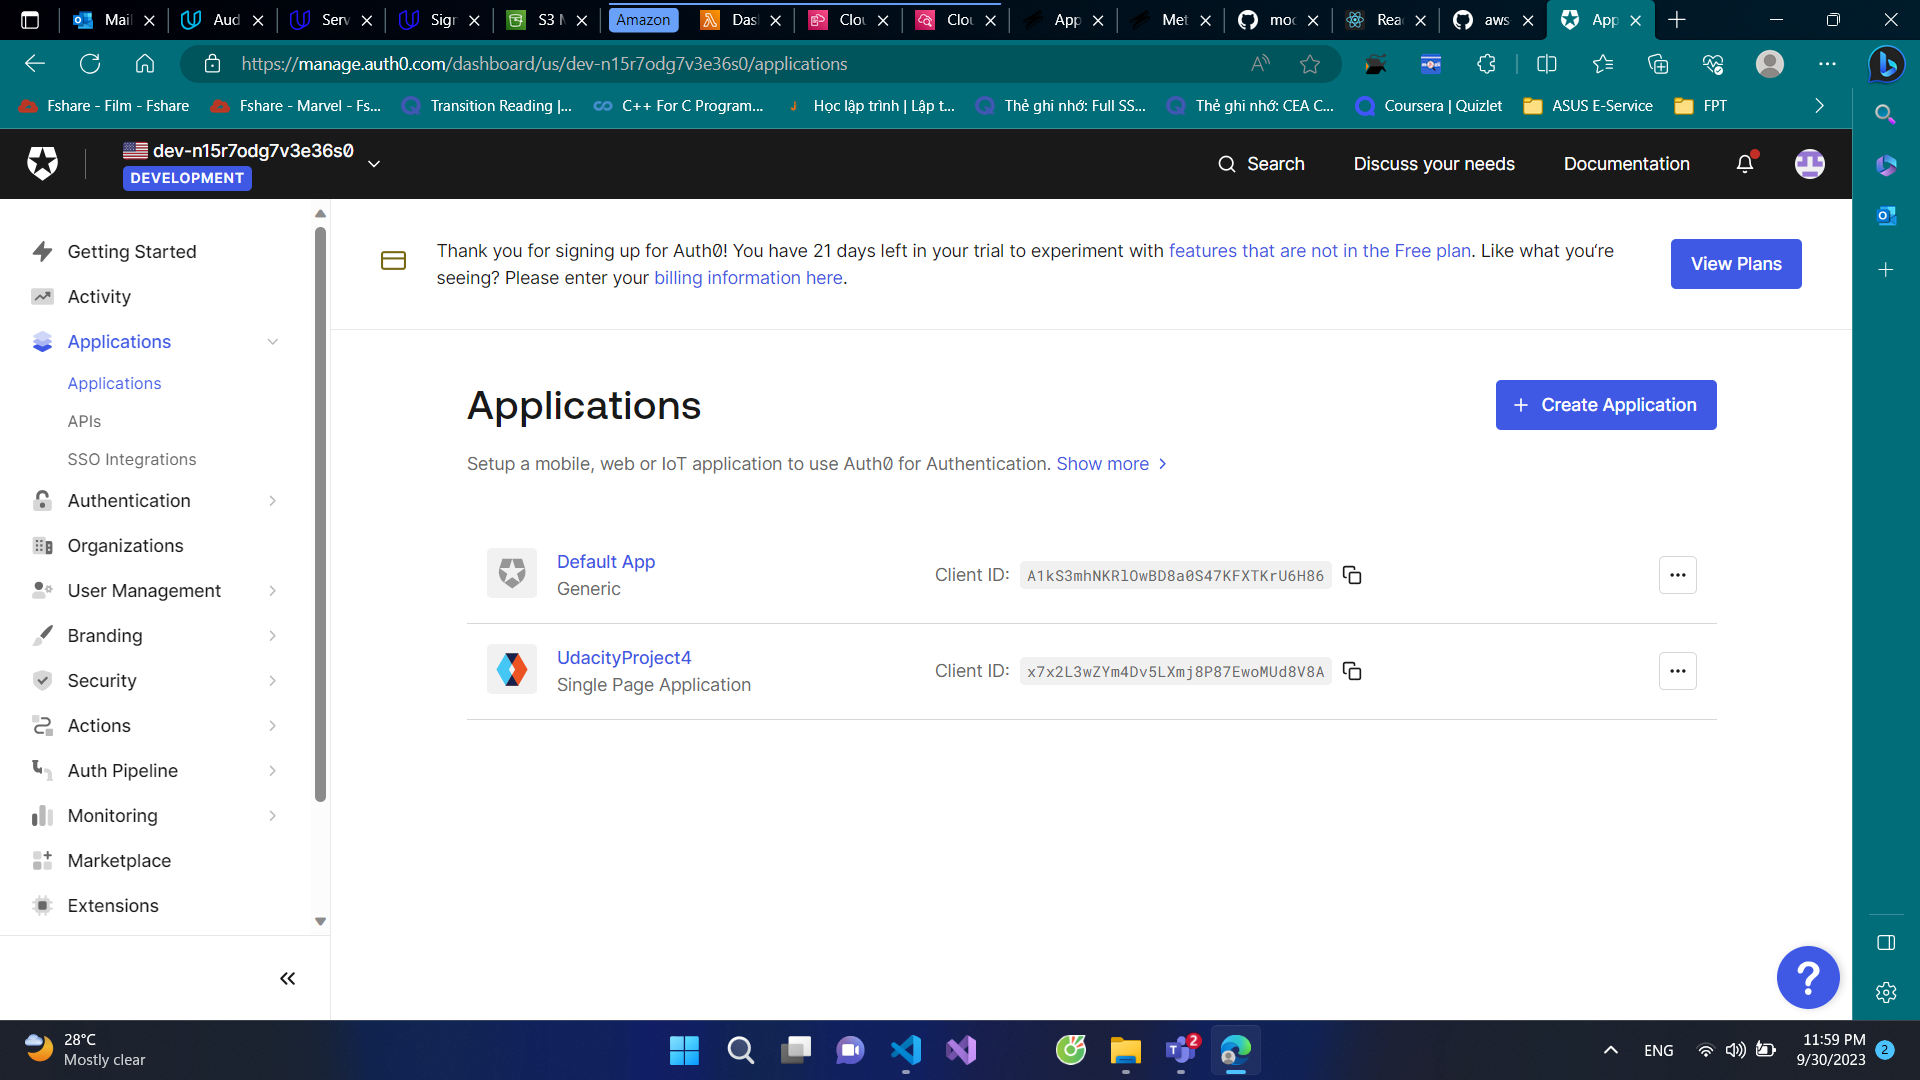 Mail
Aud
Serv
Sign
S3 M
Amazon
Das
Clou
Clou
App
Met
moc
Rea
aws
App
https://manage.auth0.com/dashboard/us/dev-n15r7odg7v3e36s0/applications
Fshare - Film - Fshare
Fshare - Marvel - Fs...
Transition Reading |...
C++ For C Program...
Học lập trình | Lập t...
Thẻ ghi nhớ: Full SS...
Thẻ ghi nhớ: CEA C...
Coursera | Quizlet
ASUS E-Service
FPT
dev-n15r7odg7v3e36s0
DEVELOPMENT
Search
Discuss your needs
Documentation
Getting Started
Activity
Applications
Applications
APIs
SSO Integrations
Authentication
Organizations
User Management
Branding
Security
Actions
Auth Pipeline
Monitoring
Marketplace
Extensions
Thank you for signing up for Auth0! You have 21 days left in your trial to experiment with features that are not in the Free plan. Like what you're
seeing? Please enter your billing information here.
View Plans
Applications
+ Create Application
Setup a mobile, web or IoT application to use Auth0 for Authentication. Show more
Default App
Generic
Client ID: A1kS3mhNKRlOwBD8a0S47KFXTKrU6H86
UdacityProject4
Single Page Application
Client ID: x7x2L3wZYm4Dv5LXmj8P87EwoMUd8V8A
?
28°C
Mostly clear
2
ENG
11:59 PM
9/30/2023
2